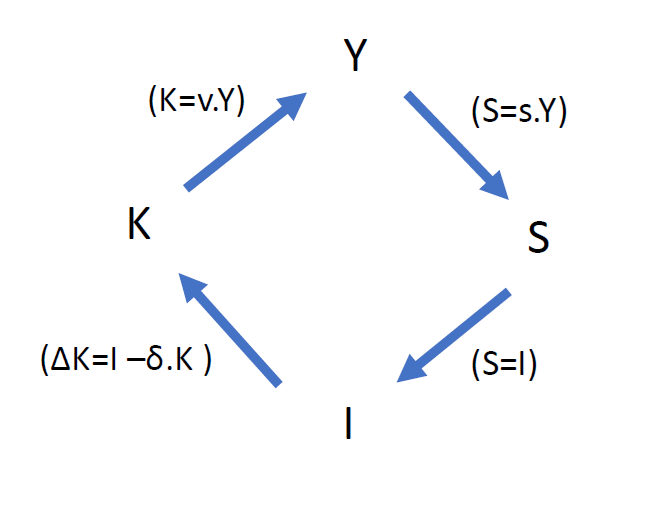 Y
(K=v.Y)
(S=s.Y)
K
S
(ΔK=I –δ.K )
(S=I)
I